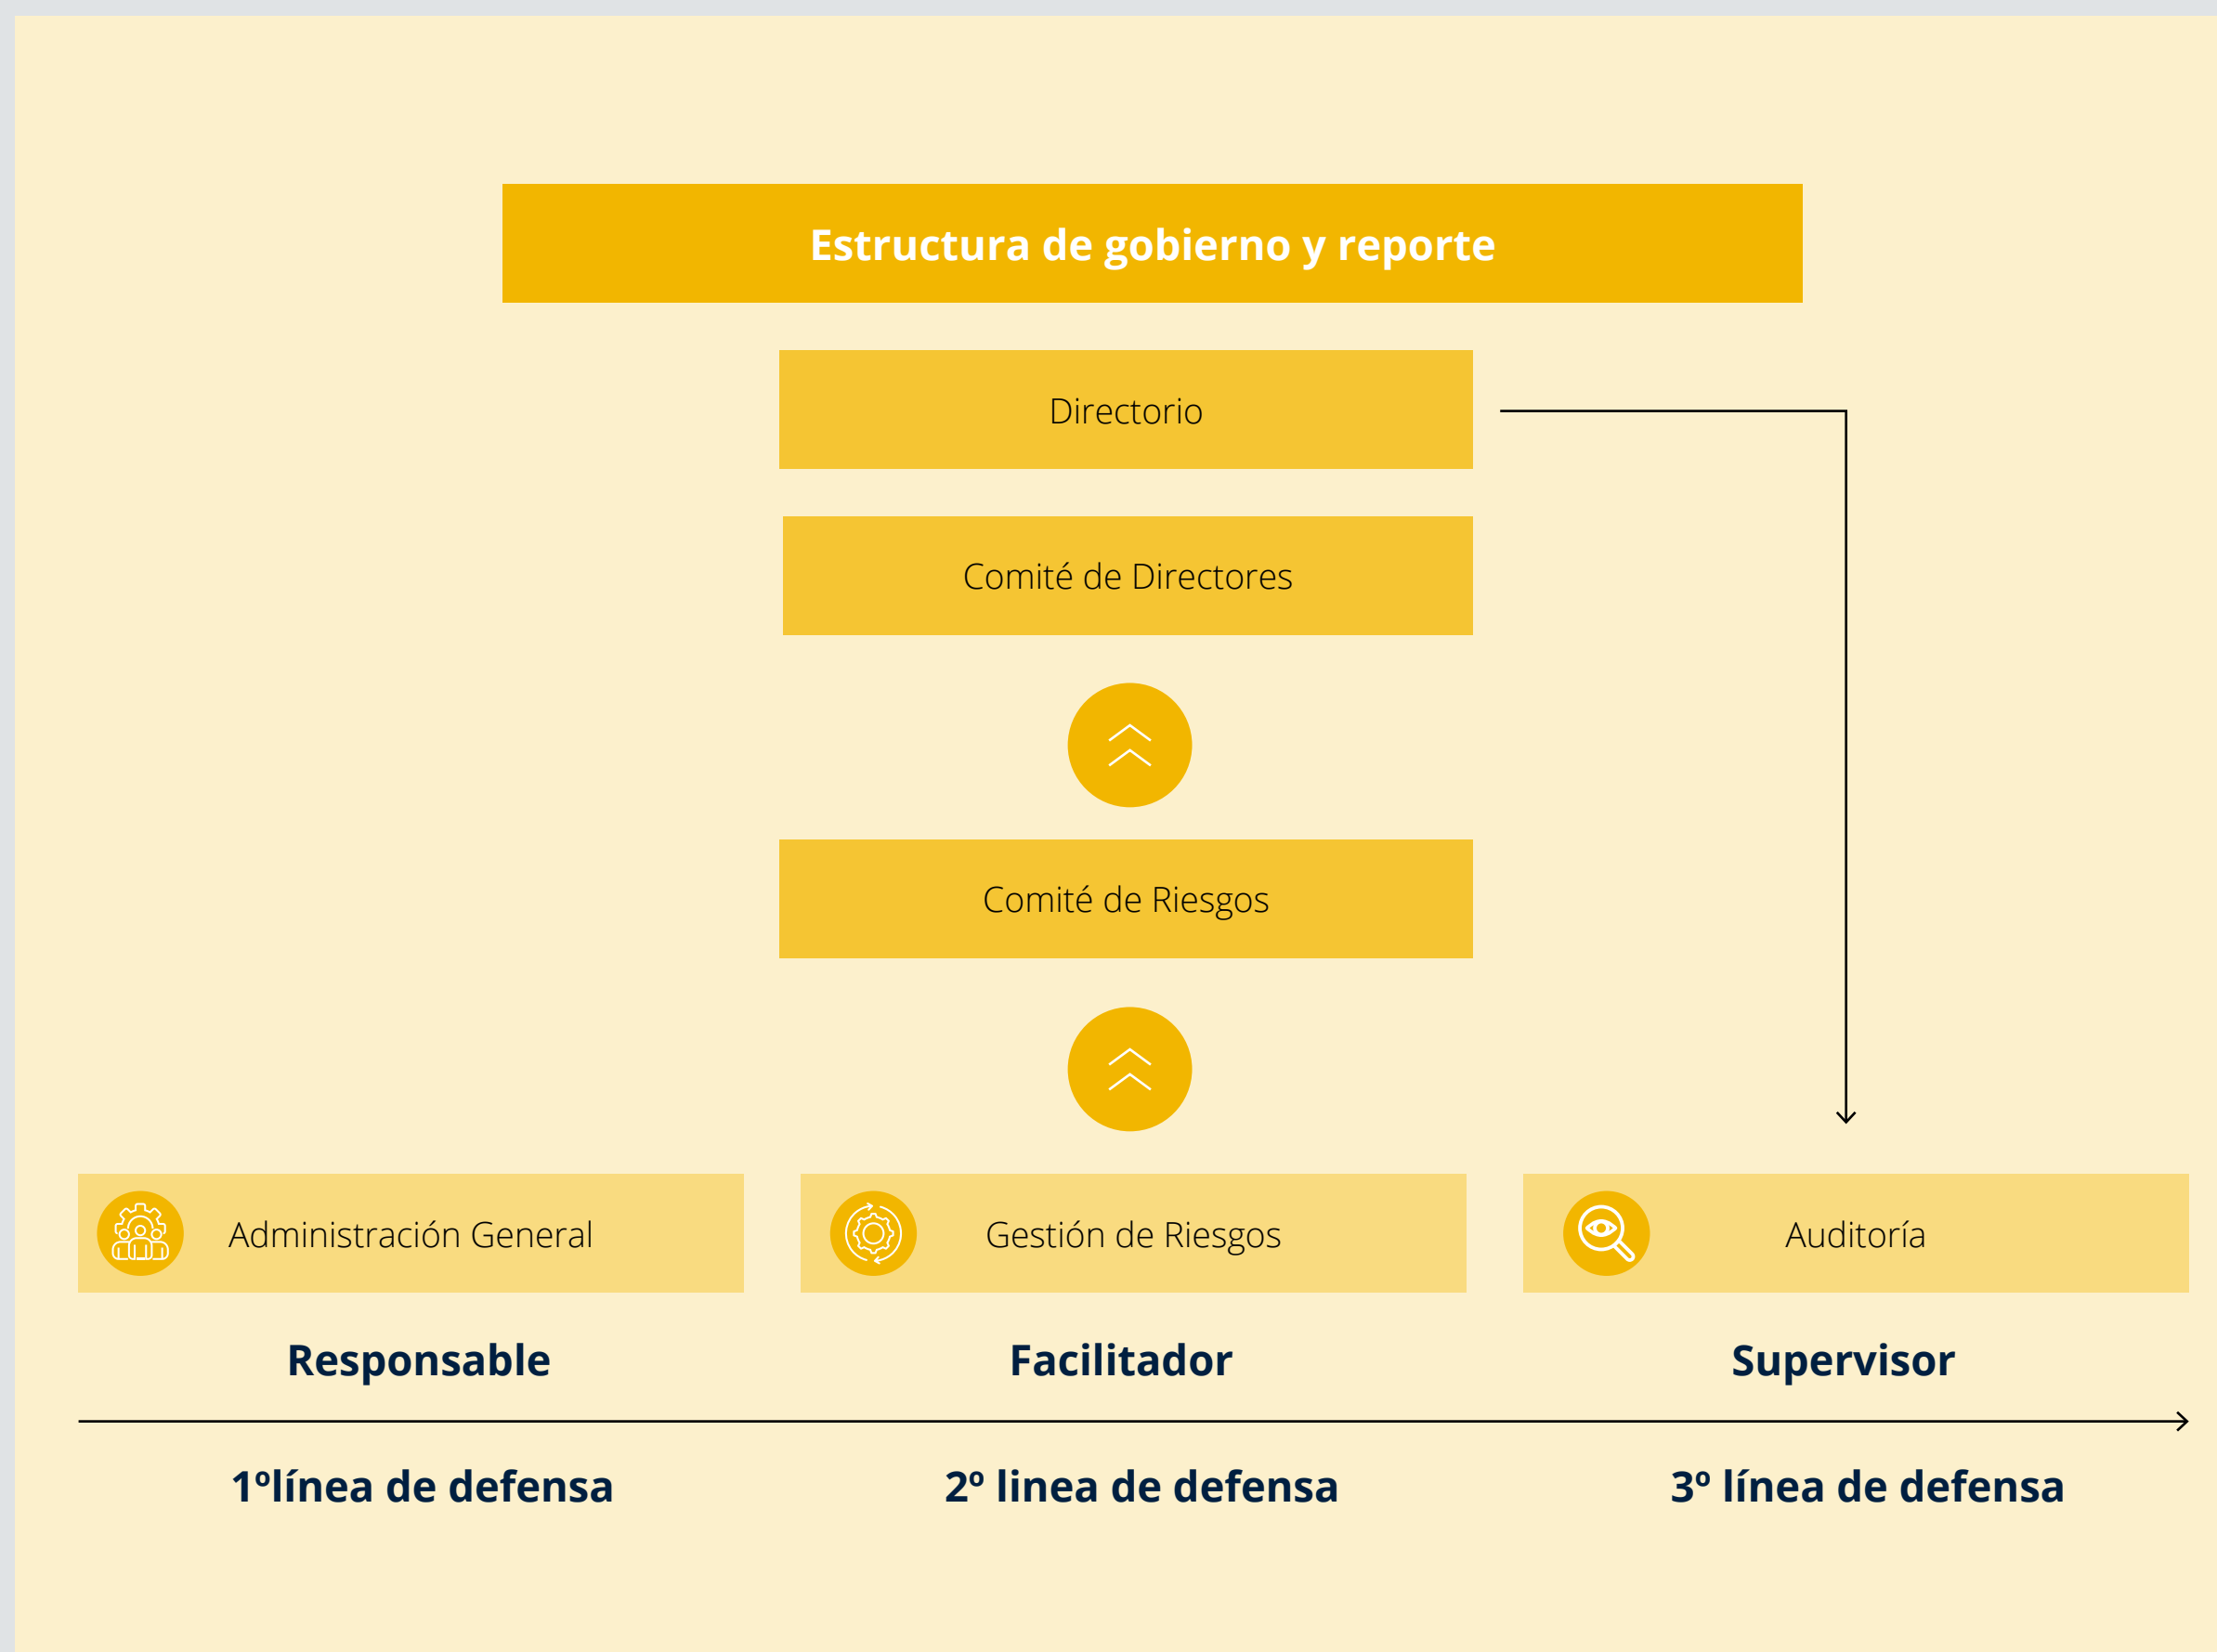 Estructura de gobierno y reporte
Directorio
Comité de Directores
Comité de Riesgos
Administración General
Gestión de Riesgos
Auditoría
Responsable
Facilitador
Supervisor
1ºlínea de defensa
2º linea de defensa
3º línea de defensa